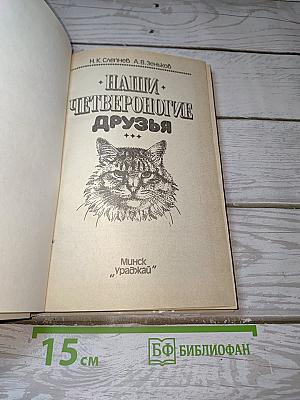 Н.К.Слепнев А.В.Зеньков
НАШИ
ЧЕТВЕРОНОГИЕ
ДРУЗЬЯ
Минск
„Ураджай“
15 см
БФ БИБЛИОФАН